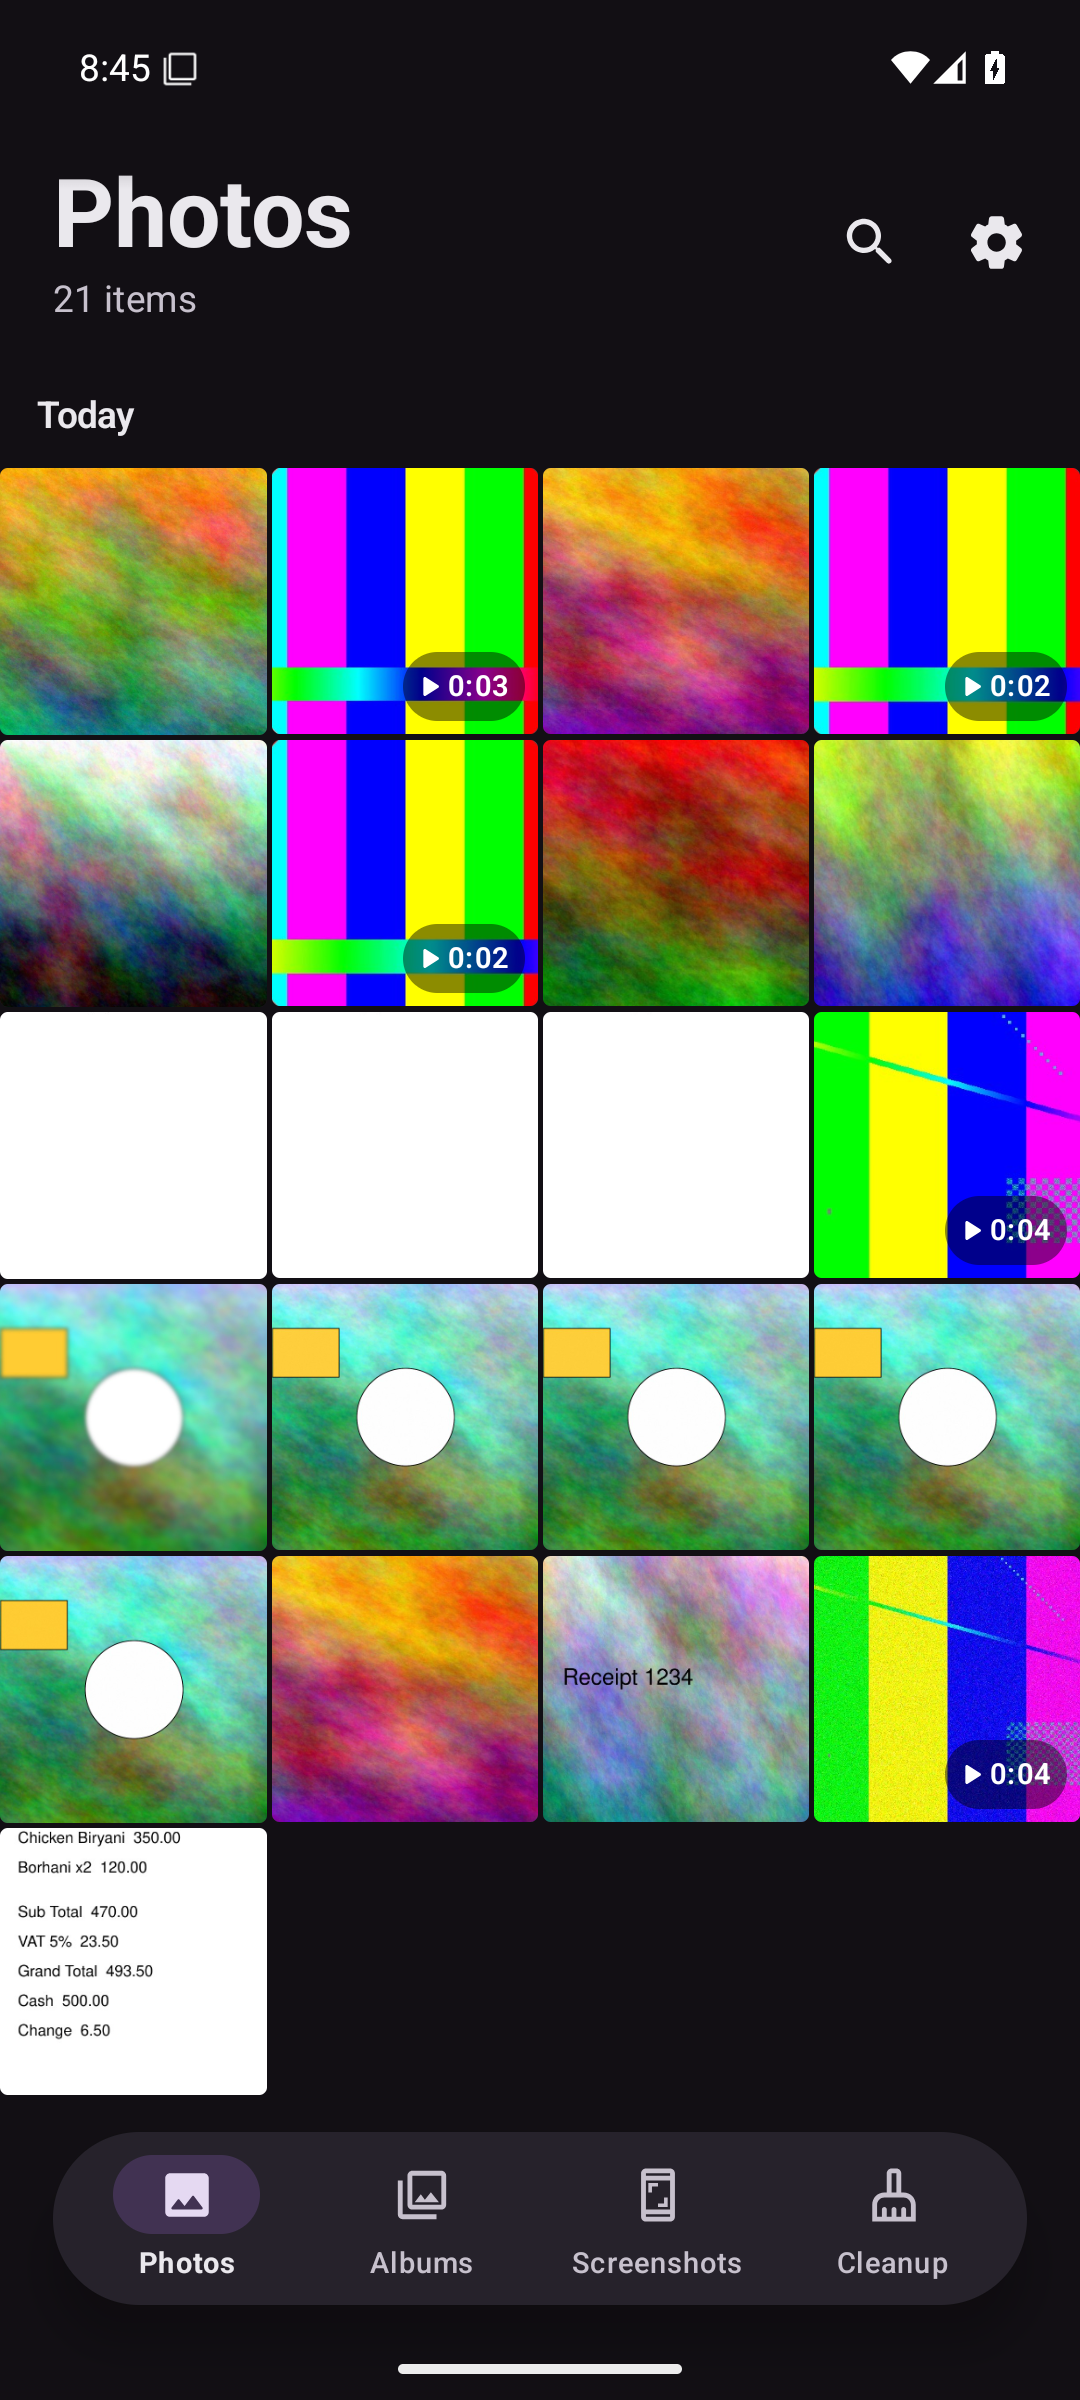 8:45
Photos
21 items
Today
0:03
0:02
0:02
0:04
Receipt 1234
0:04
Chicken Biryani 350.00
Borhani x2 120.00
Sub Total 470.00
VAT 5% 23.50
Grand Total 493.50
Cash 500.00
Change 6.50
Photos
Albums
Screenshots
Cleanup